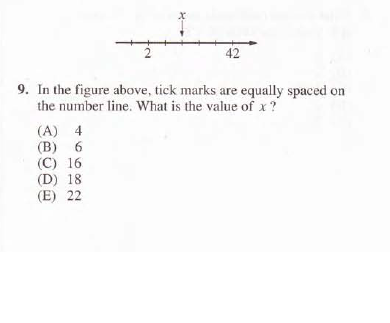 x
2 42
9. In the figure above, tick marks are equally spaced on
the number line. What is the value of x ?
(A) 4
(B) 6
(C) 16
(D) 18
(E) 22